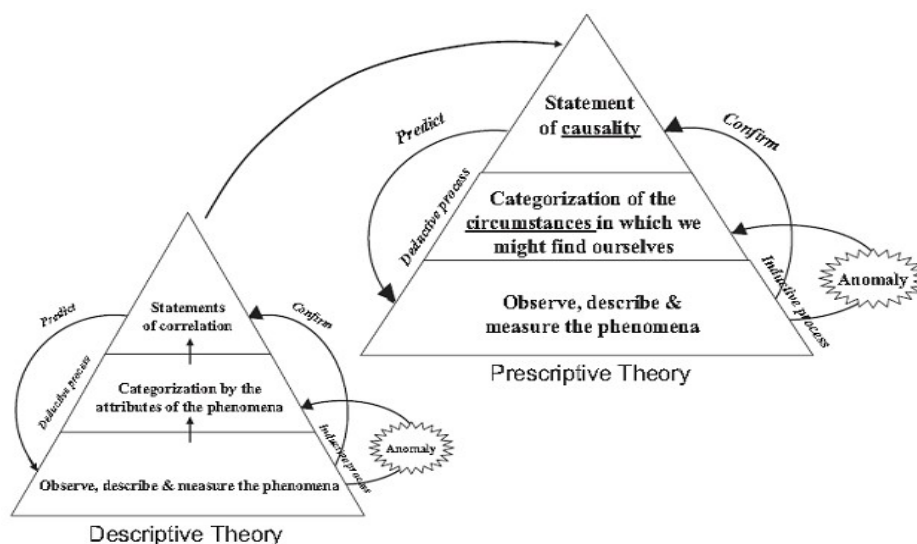 Statement
of causality
Predict
Confirm
Deductive process
Categorization of the
circumstances in which we
might find ourselves
Inductive process
Anomaly
Observe, describe &
measure the phenomena
Prescriptive Theory
Statements
of correlation
Predict
Confirm
Deductive process
Categorization by the
attributes of the phenomena
Inductive process
Anomaly
Observe, describe & measure the phenomena
Descriptive Theory